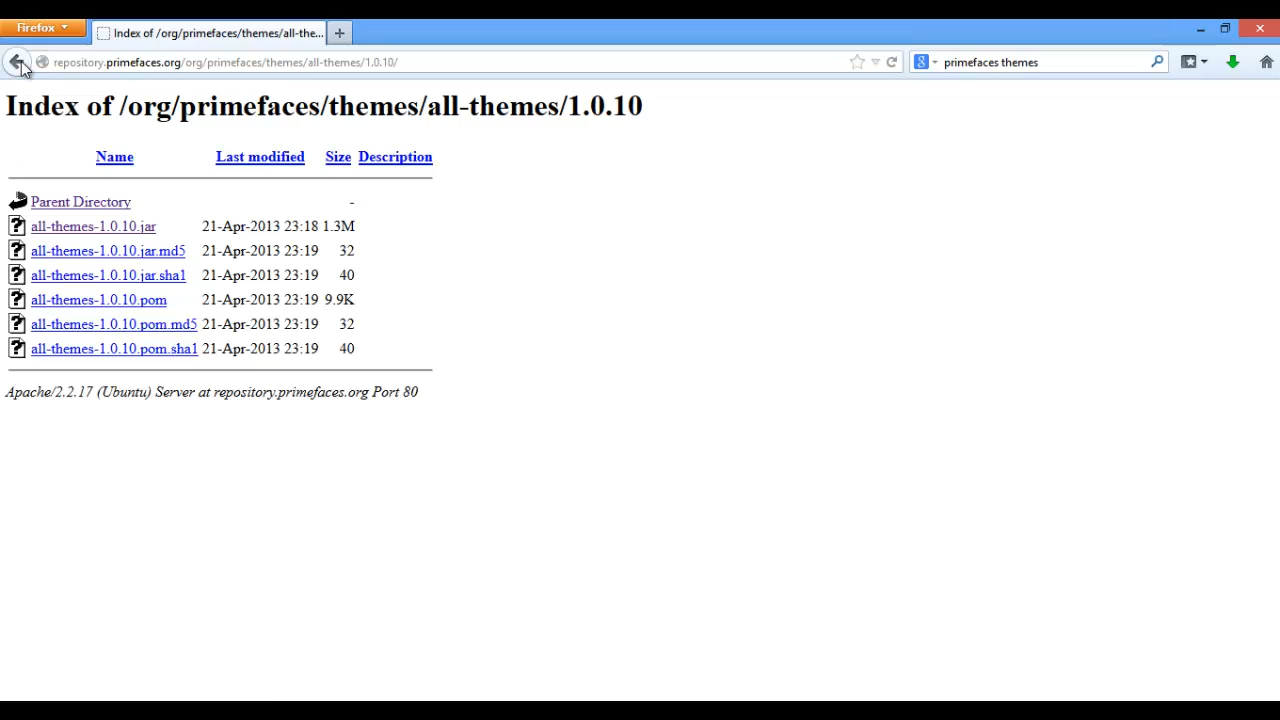 Firefox
Index of /org/primefaces/themes/all-the...
repository.primefaces.org/org/primefaces/themes/all-themes/1.0.10/
primefaces themes
Index of /org/primefaces/themes/all-themes/1.0.10
Name Last modified Size Description
Parent Directory -
all-themes-1.0.10.jar 21-Apr-2013 23:18 1.3M
all-themes-1.0.10.jar.md5 21-Apr-2013 23:19 32
all-themes-1.0.10.jar.sha1 21-Apr-2013 23:19 40
all-themes-1.0.10.pom 21-Apr-2013 23:19 9.9K
all-themes-1.0.10.pom.md5 21-Apr-2013 23:19 32
all-themes-1.0.10.pom.sha1 21-Apr-2013 23:19 40
Apache/2.2.17 (Ubuntu) Server at repository.primefaces.org Port 80